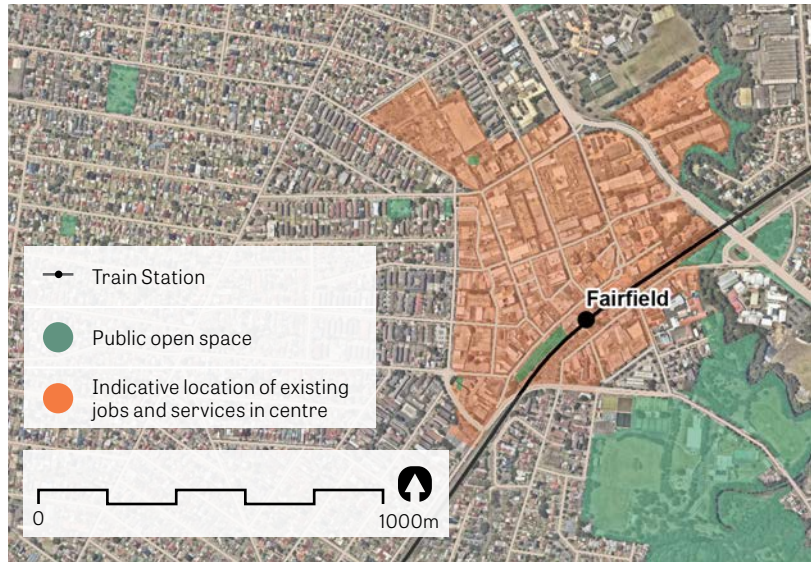 Fairfield
Train Station
Public open space
Indicative location of existing
jobs and services in centre
0
1000m